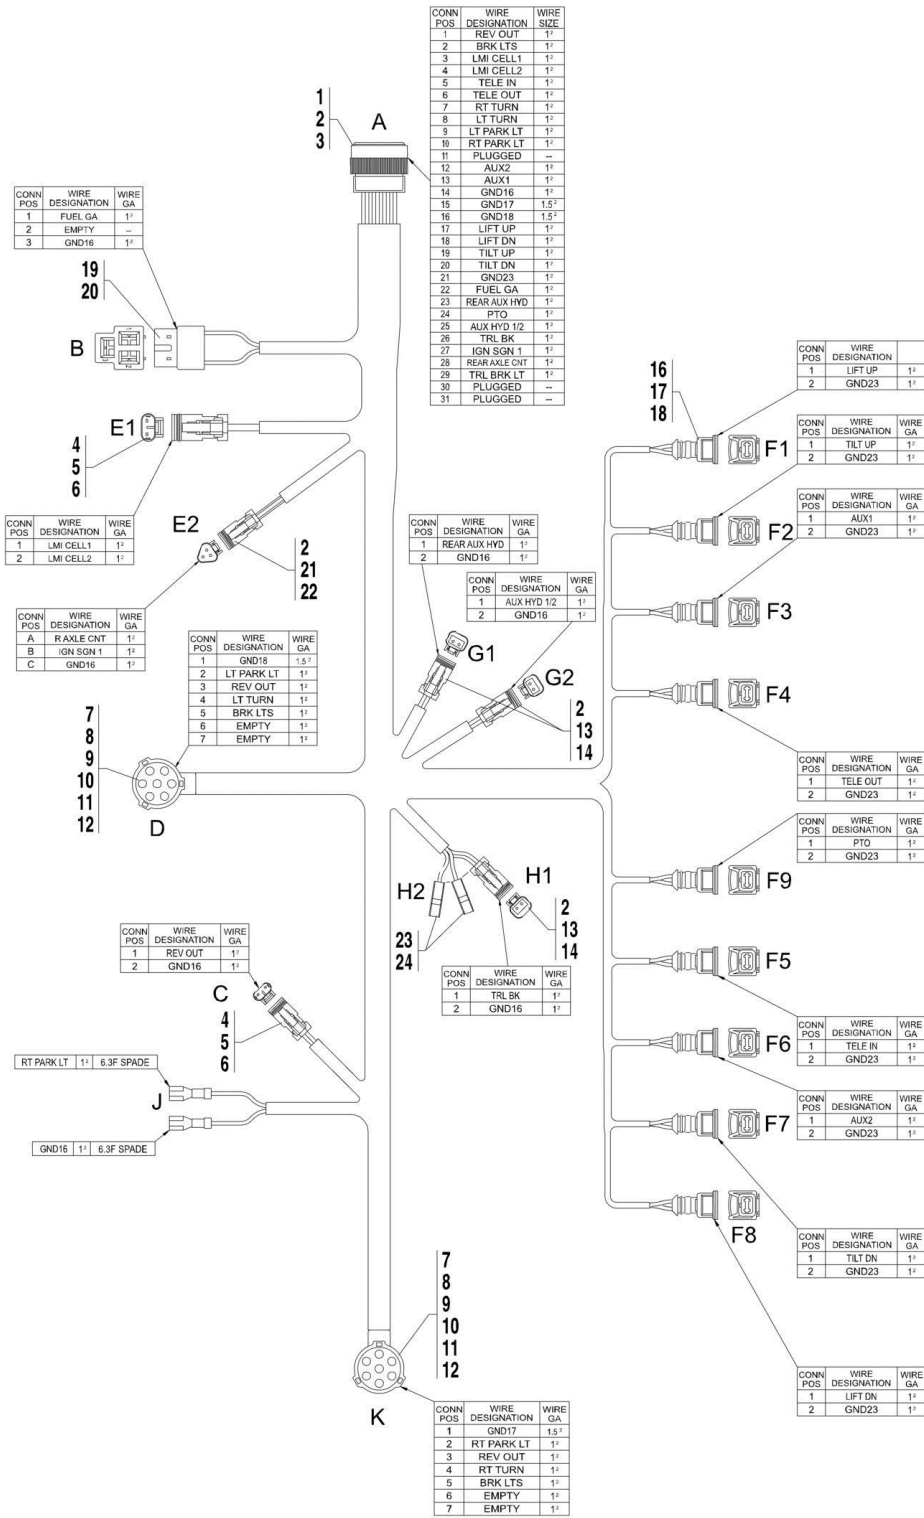 CONN POS WIRE DESIGNATION WIRE SIZE
1 REV OUT 1²
2 BRK LTS 1²
3 LMI CELL1 1²
4 LMI CELL2 1²
5 TELE IN 1²
6 TELE OUT 1²
7 RT TURN 1²
8 LT TURN 1²
9 LT PARK LT 1²
10 RT PARK LT 1²
11 PLUGGED --
12 AUX2 1²
13 AUX1 1²
14 GND16 1²
15 GND17 1.5²
16 GND18 1.5²
17 LIFT UP 1²
18 LIFT DN 1²
19 TILT UP 1²
20 TILT DN 1²
21 GND23 1²
22 FUEL GA 1²
23 REAR AUX HYD 1²
24 PTO 1²
25 AUX HYD 1/2 1²
26 TRL BK 1²
27 IGN SGN 1 1²
28 REAR AXLE CNT 1²
29 TRL BRK LT 1²
30 PLUGGED --
31 PLUGGED --
1
2
3
A
CONN POS WIRE DESIGNATION WIRE GA
1 FUEL GA 1²
2 EMPTY --
3 GND16 1²
19
20
B
E1
4
5
6
CONN POS WIRE DESIGNATION WIRE GA
1 LMI CELL1 1²
2 LMI CELL2 1²
E2
2
21
22
CONN POS WIRE DESIGNATION WIRE GA
A R AXLE CNT 1²
B IGN SGN 1 1²
C GND16 1²
CONN POS WIRE DESIGNATION WIRE GA
1 GND18 1.5²
2 LT PARK LT 1²
3 REV OUT 1²
4 LT TURN 1²
5 BRK LTS 1²
6 EMPTY 1²
7 EMPTY 1²
7
8
9
10
11
12
D
CONN POS WIRE DESIGNATION WIRE GA
1 REAR AUX HYD 1²
2 GND16 1²
CONN POS WIRE DESIGNATION WIRE GA
1 AUX HYD 1/2 1²
2 GND16 1²
G1
G2
2
13
14
16
17
18
CONN POS WIRE DESIGNATION
1 LIFT UP 1²
2 GND23 1²
F1
CONN POS WIRE DESIGNATION WIRE GA
1 TILT UP 1²
2 GND23 1²
F2
CONN POS WIRE DESIGNATION WIRE GA
1 AUX1 1²
2 GND23 1²
F3
F4
CONN POS WIRE DESIGNATION WIRE GA
1 TELE OUT 1²
2 GND23 1²
CONN POS WIRE DESIGNATION WIRE GA
1 PTO 1²
2 GND23 1²
F9
F5
CONN POS WIRE DESIGNATION WIRE GA
1 TELE IN 1²
2 GND23 1²
F6
CONN POS WIRE DESIGNATION WIRE GA
1 AUX2 1²
2 GND23 1²
F7
F8
CONN POS WIRE DESIGNATION WIRE GA
1 TILT DN 1²
2 GND23 1²
CONN POS WIRE DESIGNATION WIRE GA
1 LIFT DN 1²
2 GND23 1²
H2
H1
23
24
2
13
14
CONN POS WIRE DESIGNATION WIRE GA
1 TRL BK 1²
2 GND16 1²
CONN POS WIRE DESIGNATION WIRE GA
1 REV OUT 1²
2 GND16 1²
C
4
5
6
RT PARK LT 1² 6.3F SPADE
J
GND16 1² 6.3F SPADE
7
8
9
10
11
12
K
CONN POS WIRE DESIGNATION WIRE GA
1 GND17 1.5²
2 RT PARK LT 1²
3 REV OUT 1²
4 RT TURN 1²
5 BRK LTS 1²
6 EMPTY 1²
7 EMPTY 1²